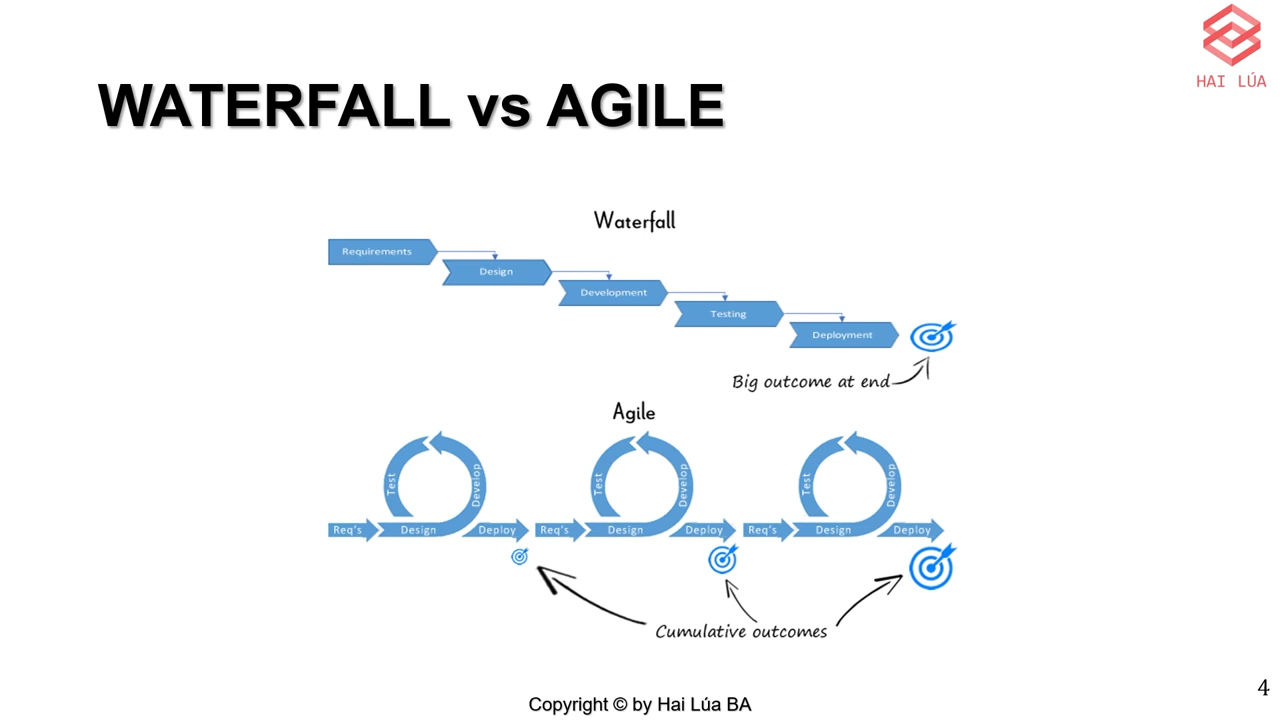 HAI LÚA
WATERFALL vs AGILE
Waterfall
Requirements
Design
Development
Testing
Deployment
Big outcome at end
Agile
Test
Develop
Req's
Design
Deploy
Test
Develop
Req's
Design
Deploy
Test
Develop
Req's
Design
Deploy
Cumulative outcomes
Copyright © by Hai Lúa BA
4